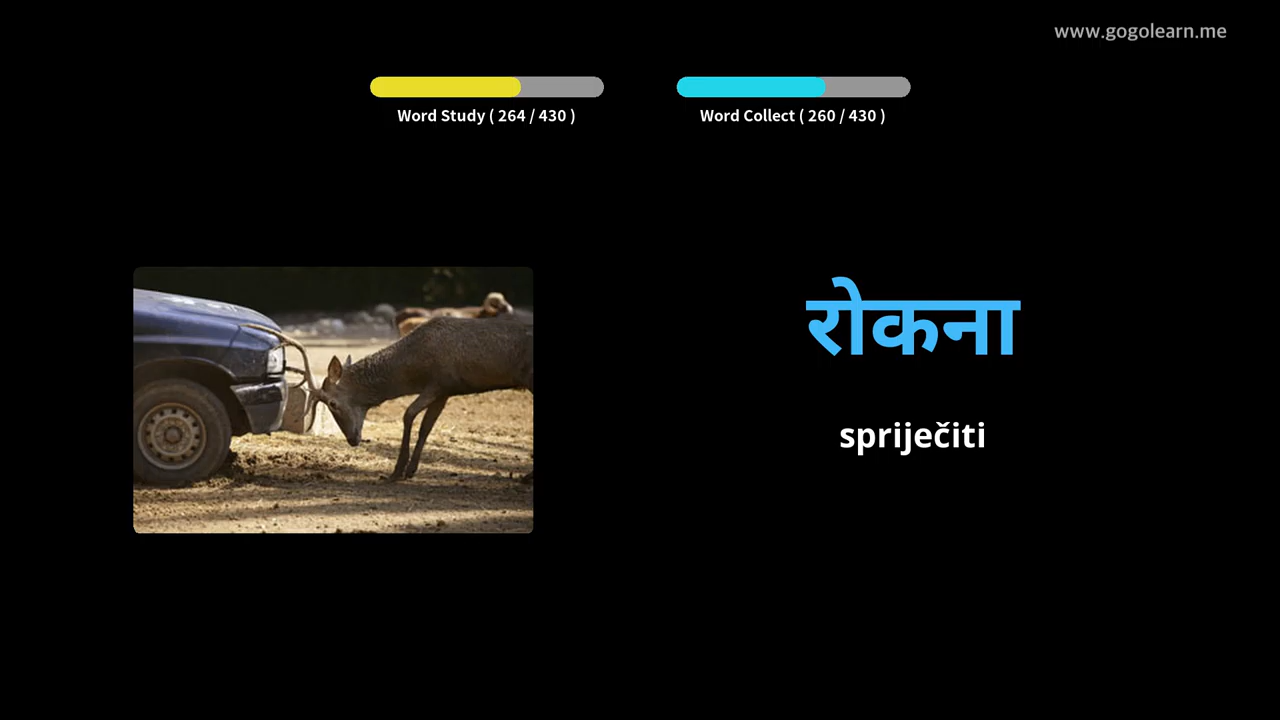 www.gogolearn.me
Word Study ( 264 / 430 )
Word Collect ( 260 / 430 )
रोकना
spriječiti